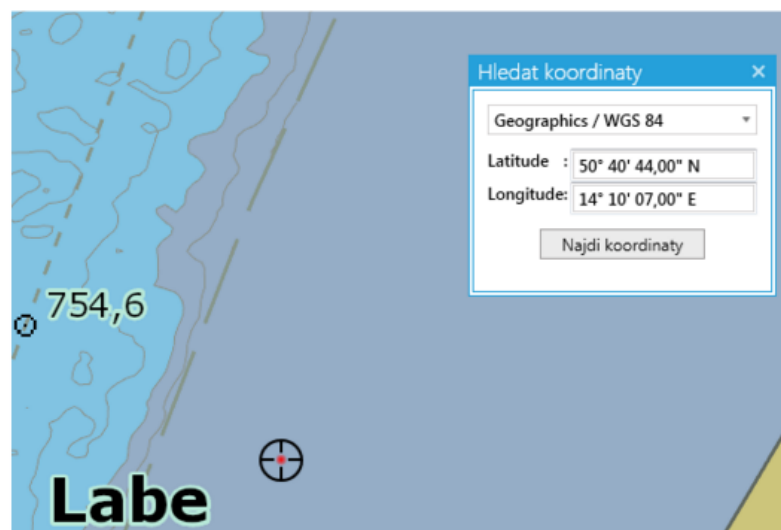 Hledat koordinaty
Geographics / WGS 84
Latitude : 50° 40' 44,00" N
Longitude: 14° 10' 07,00" E
Najdi koordinaty
754,6
Labe